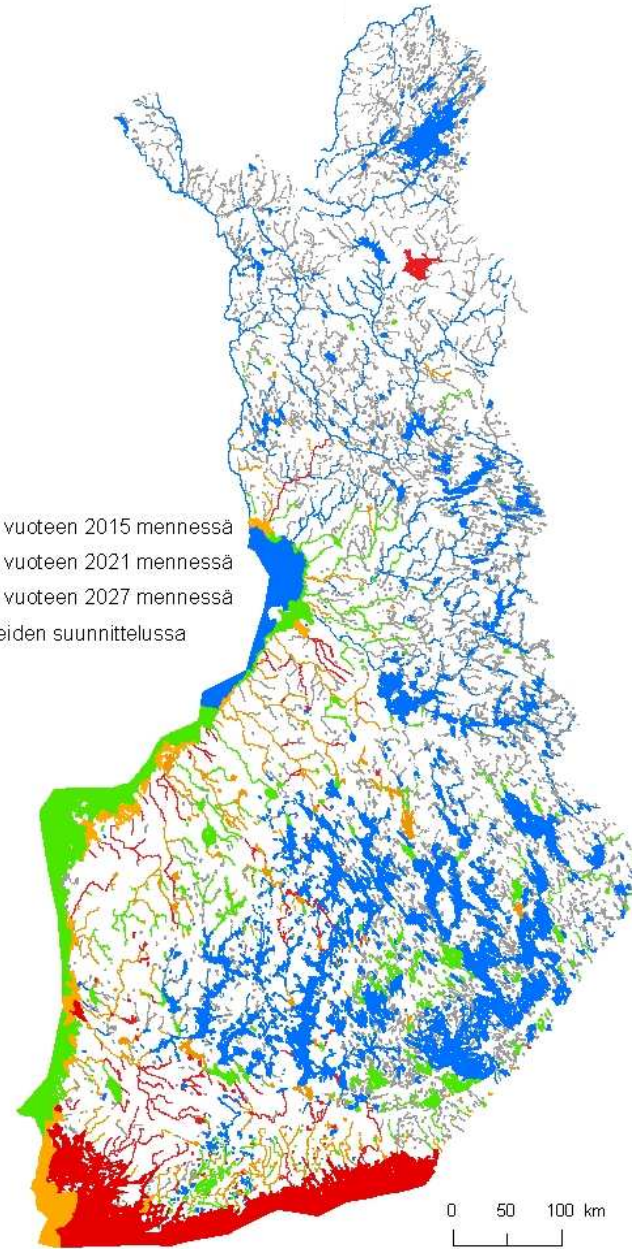 vuoteen 2015 mennessä
vuoteen 2021 mennessä
vuoteen 2027 mennessä
eiden suunnittelussa
0 50 100 km